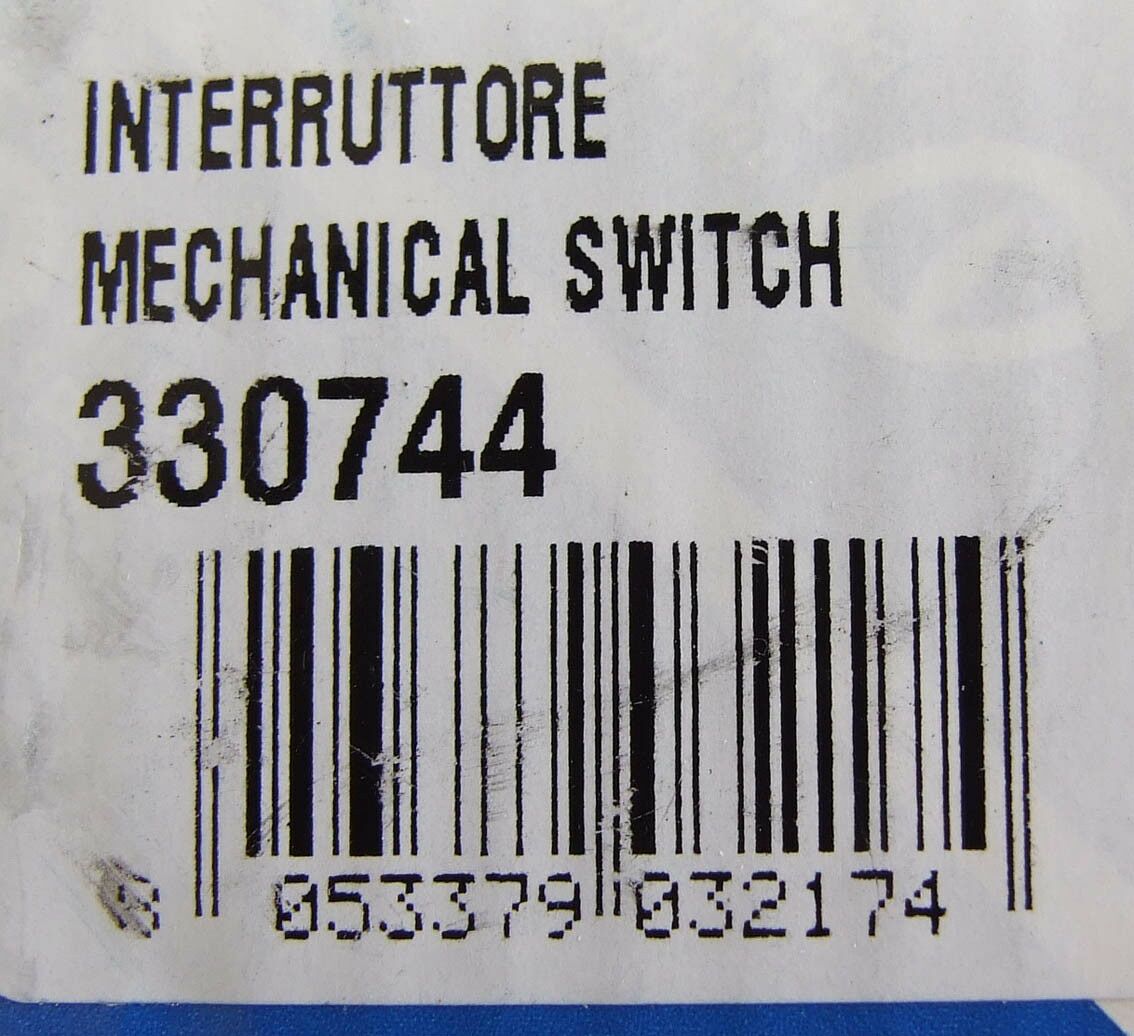 INTERRUTTORE
MECHANICAL SWITCH
330744
8 053379 032174